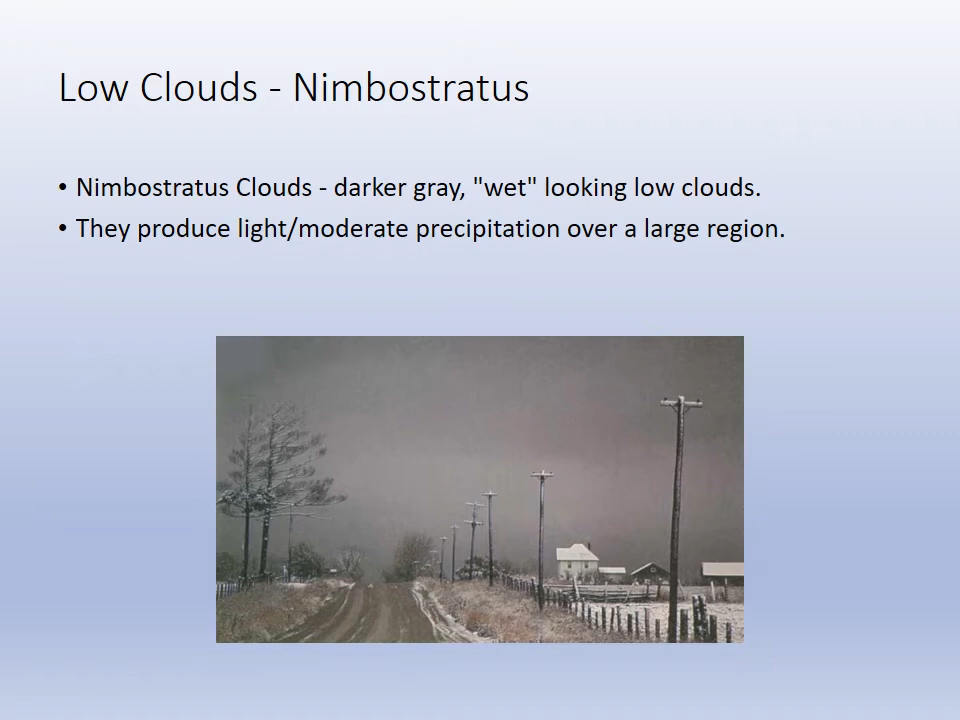 Low Clouds - Nimbostratus
• Nimbostratus Clouds - darker gray, "wet" looking low clouds.
• They produce light/moderate precipitation over a large region.